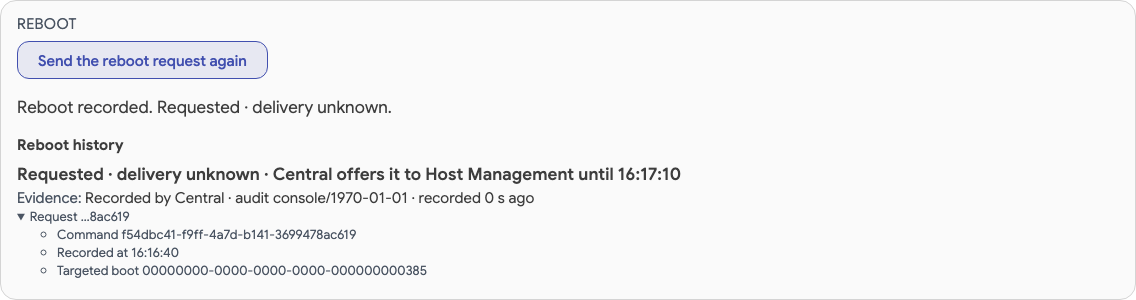 REBOOT
Send the reboot request again
Reboot recorded. Requested · delivery unknown.
Reboot history
Requested · delivery unknown · Central offers it to Host Management until 16:17:10
Evidence: Recorded by Central · audit console/1970-01-01 · recorded 0 s ago
▼ Request …8ac619
○ Command f54dbc41-f9ff-4a7d-b141-3699478ac619
○ Recorded at 16:16:40
○ Targeted boot 00000000-0000-0000-0000-000000000385